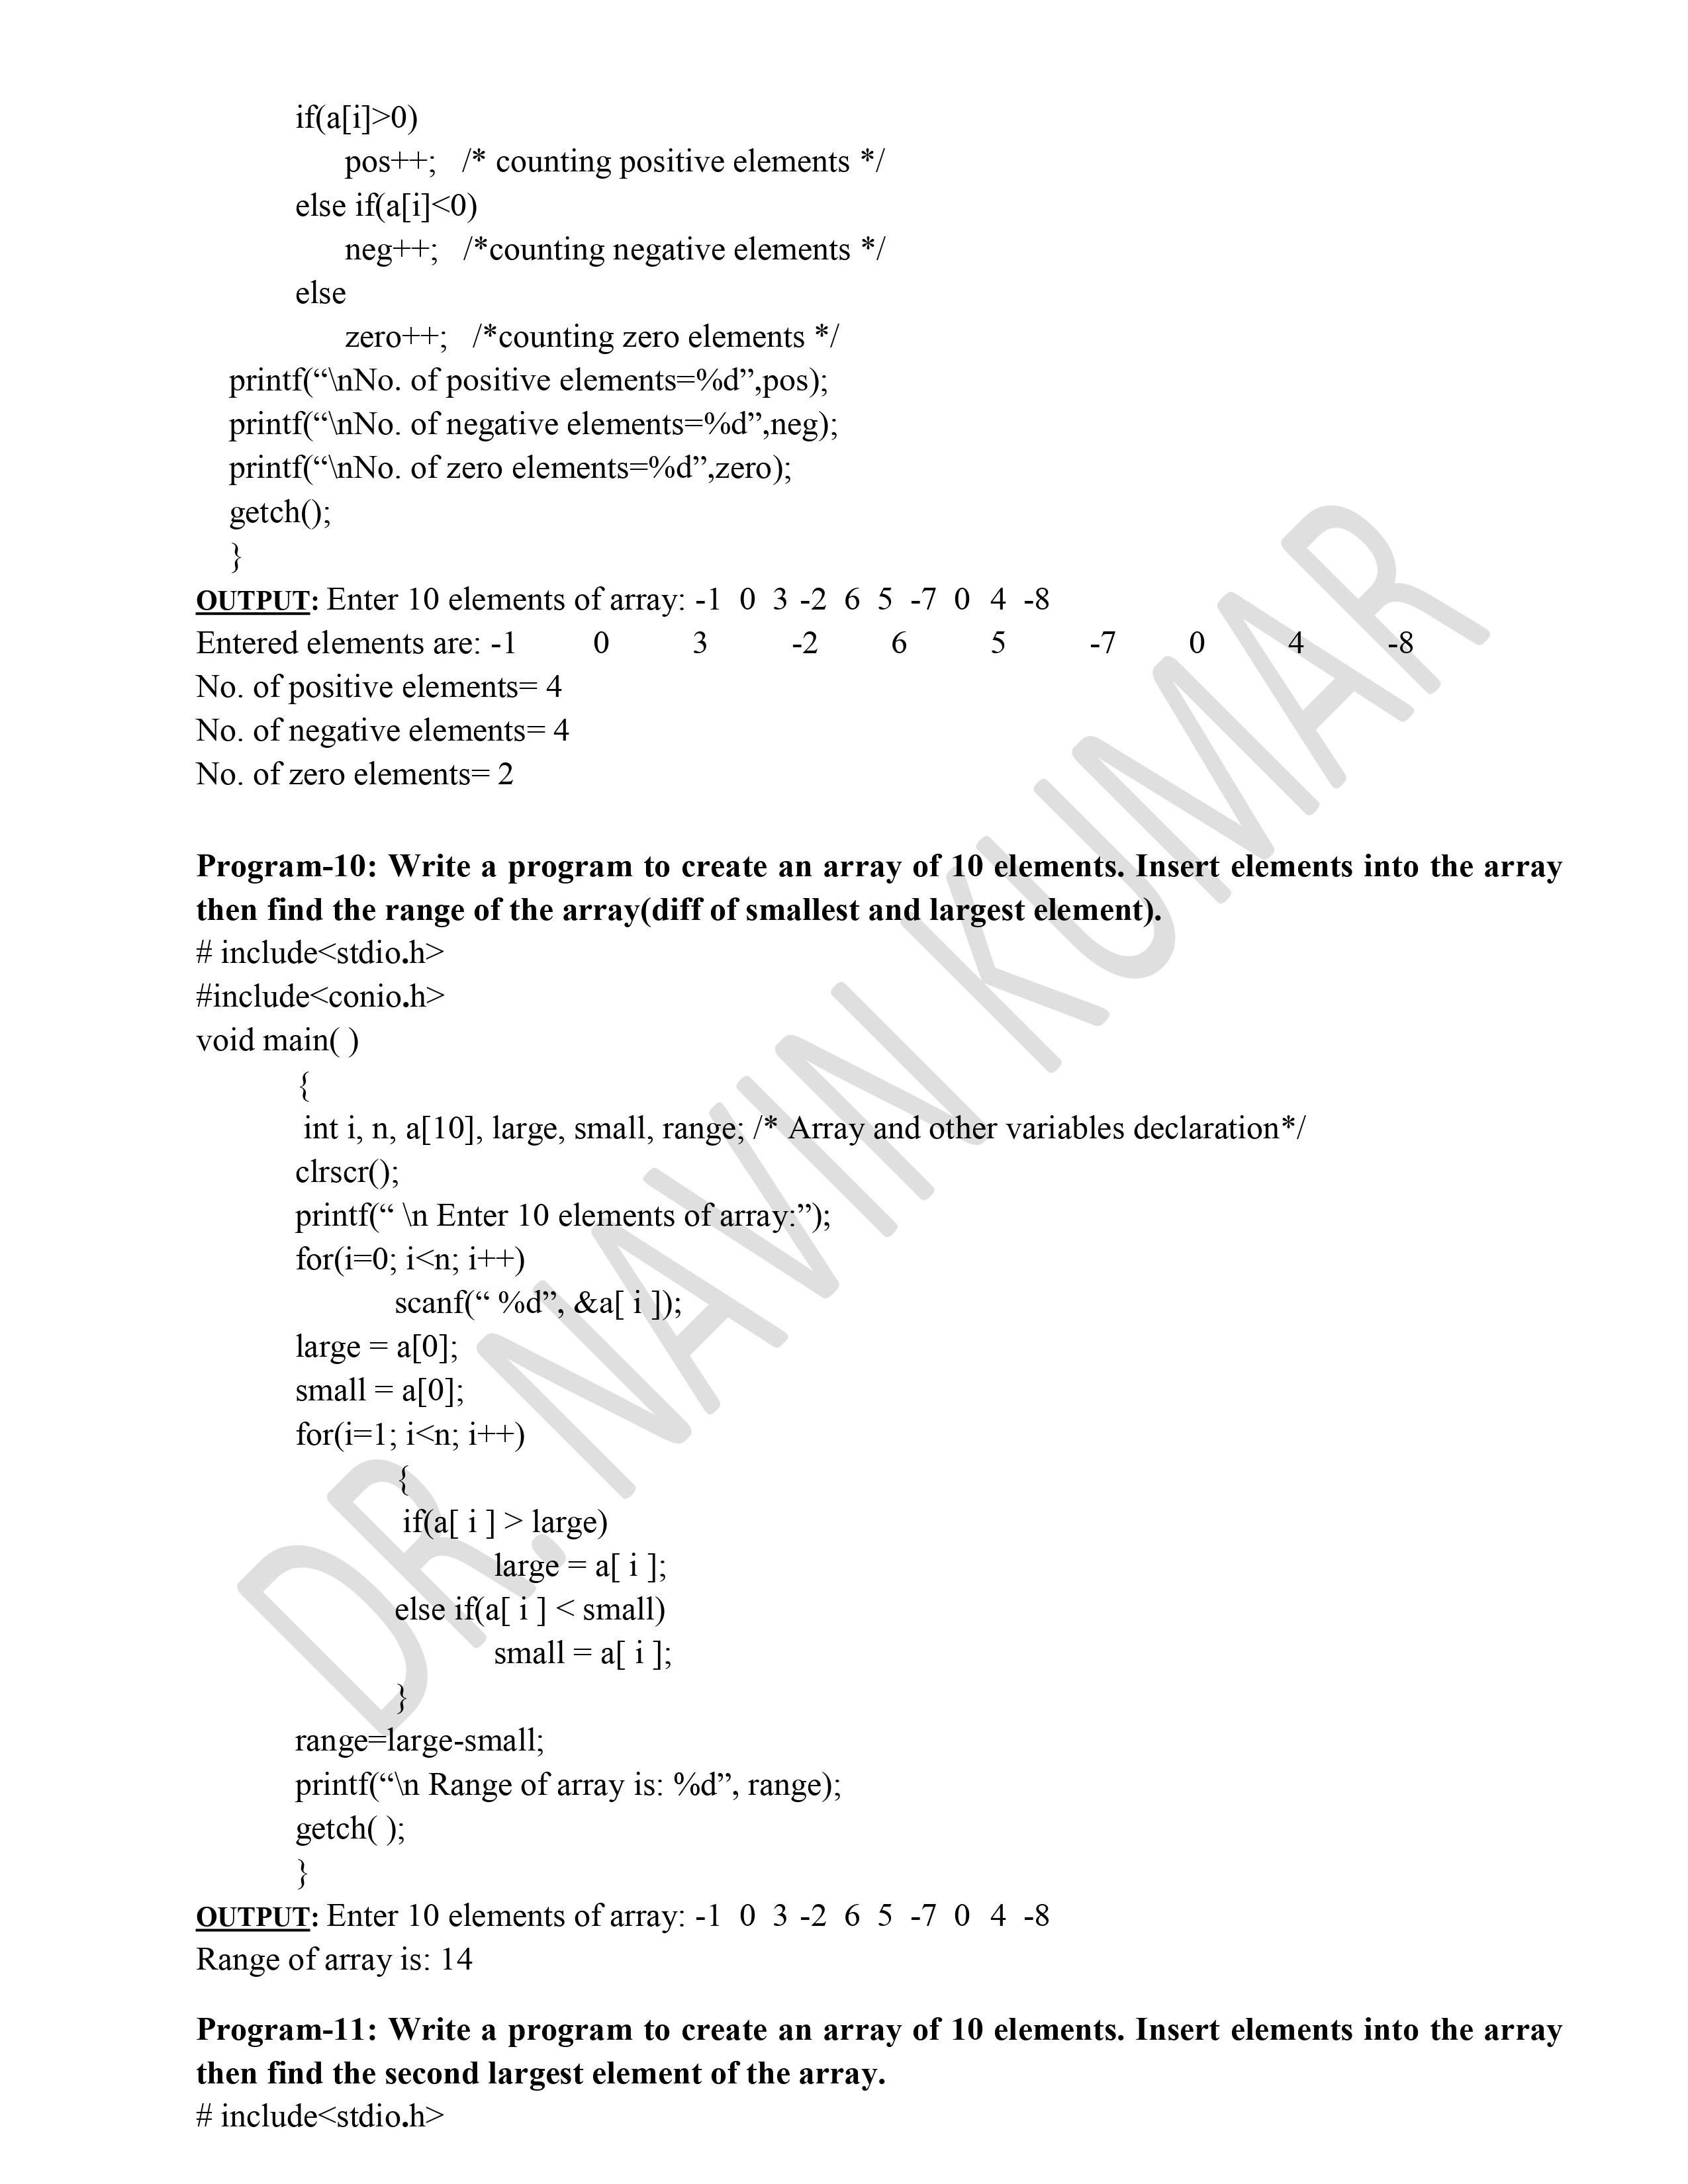 if(a[i]>0)
pos++; /* counting positive elements */
else if(a[i]<0)
neg++; /*counting negative elements */
else
zero++; /*counting zero elements */
printf(“\nNo. of positive elements=%d”,pos);
printf(“\nNo. of negative elements=%d”,neg);
printf(“\nNo. of zero elements=%d”,zero);
getch();
}
OUTPUT: Enter 10 elements of array: -1 0 3 -2 6 5 -7 0 4 -8
Entered elements are: -1 0 3 -2 6 5 -7 0 4 -8
No. of positive elements= 4
No. of negative elements= 4
No. of zero elements= 2
Program-10: Write a program to create an array of 10 elements. Insert elements into the array
then find the range of the array(diff of smallest and largest element).
# include<stdio.h>
#include<conio.h>
void main( )
{
int i, n, a[10], large, small, range; /* Array and other variables declaration*/
clrscr();
printf(“ \n Enter 10 elements of array:”);
for(i=0; i<n; i++)
scanf(“ %d”, &a[ i ]);
large = a[0];
small = a[0];
for(i=1; i<n; i++)
{
if(a[ i ] > large)
large = a[ i ];
else if(a[ i ] < small)
small = a[ i ];
}
range=large-small;
printf(“\n Range of array is: %d”, range);
getch( );
}
OUTPUT: Enter 10 elements of array: -1 0 3 -2 6 5 -7 0 4 -8
Range of array is: 14
Program-11: Write a program to create an array of 10 elements. Insert elements into the array
then find the second largest element of the array.
# include<stdio.h>
DR. NAVIN KUMAR